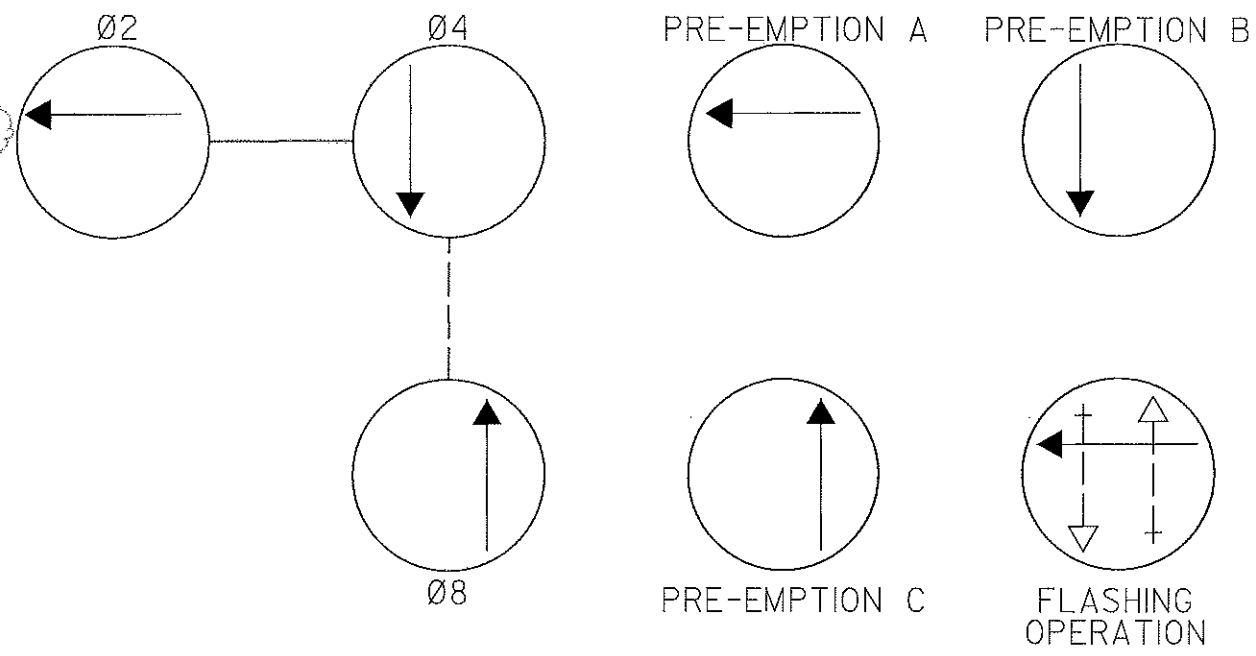 Ø2
Ø4
PRE-EMPTION A
PRE-EMPTION B
Ø8
PRE-EMPTION C
FLASHING
OPERATION